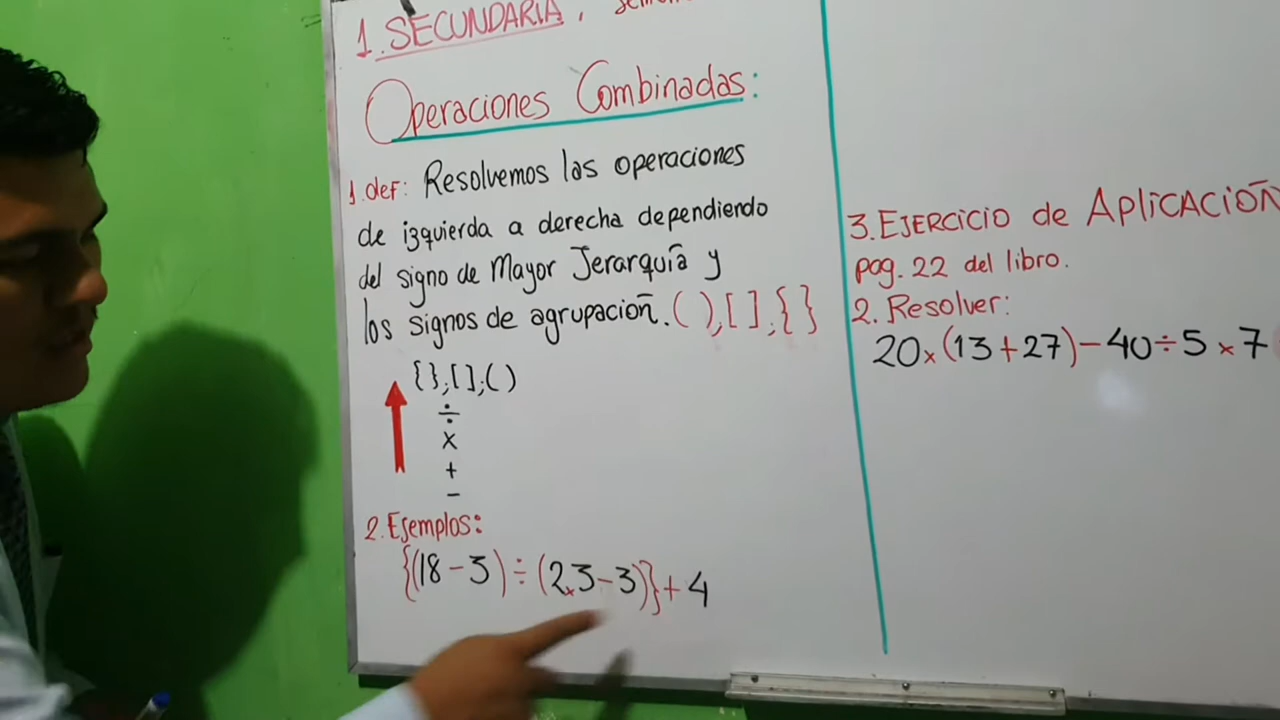 1. SECUNDARIA,
Operaciones Combinadas:
1. def: Resolvemos las operaciones
de izquierda a derecha dependiendo
del signo de Mayor Jerarquía y
los signos de agrupación. ( ), [ ], { }
{ }, [ ], ( )
÷
x
+
−
2. Ejemplos:
{(18 − 3) ÷ (2x3 − 3)} + 4
3. EJERCICIO de APLICACIÓN
pag. 22 del libro.
2. Resolver:
20 x (13 + 27) − 40 ÷ 5 x 7